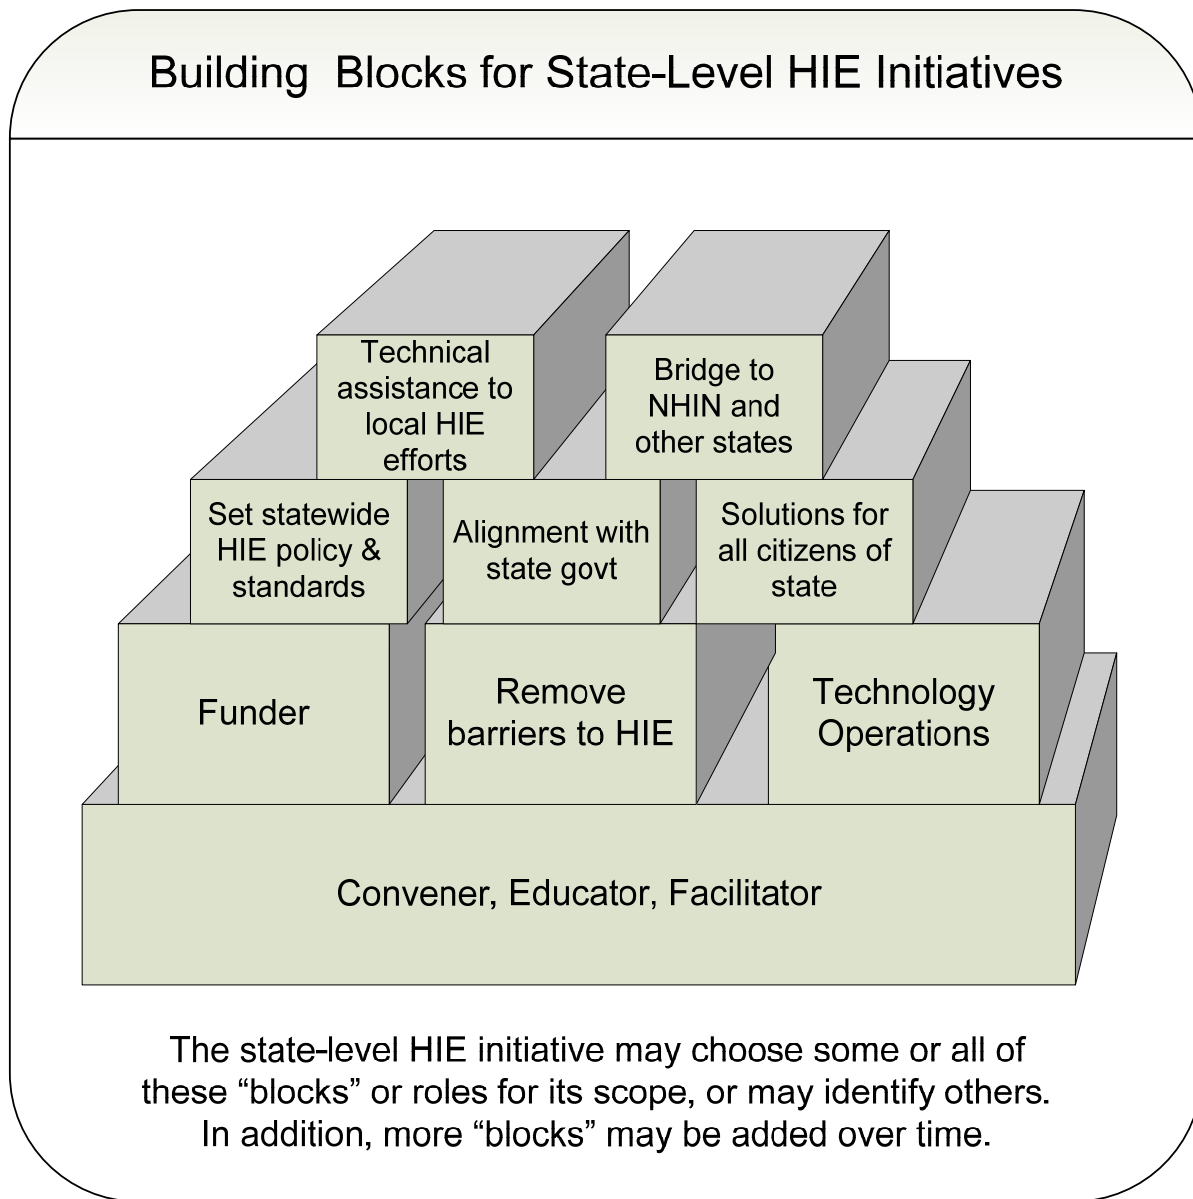 Building Blocks for State-Level HIE Initiatives
Technical
assistance to
local HIE
efforts
Bridge to
NHIN and
other states
Set statewide
HIE policy &
standards
Alignment with
state govt
Solutions for
all citizens of
state
Funder
Remove
barriers to HIE
Technology
Operations
Convener, Educator, Facilitator
The state-level HIE initiative may choose some or all of
these “blocks” or roles for its scope, or may identify others.
In addition, more “blocks” may be added over time.